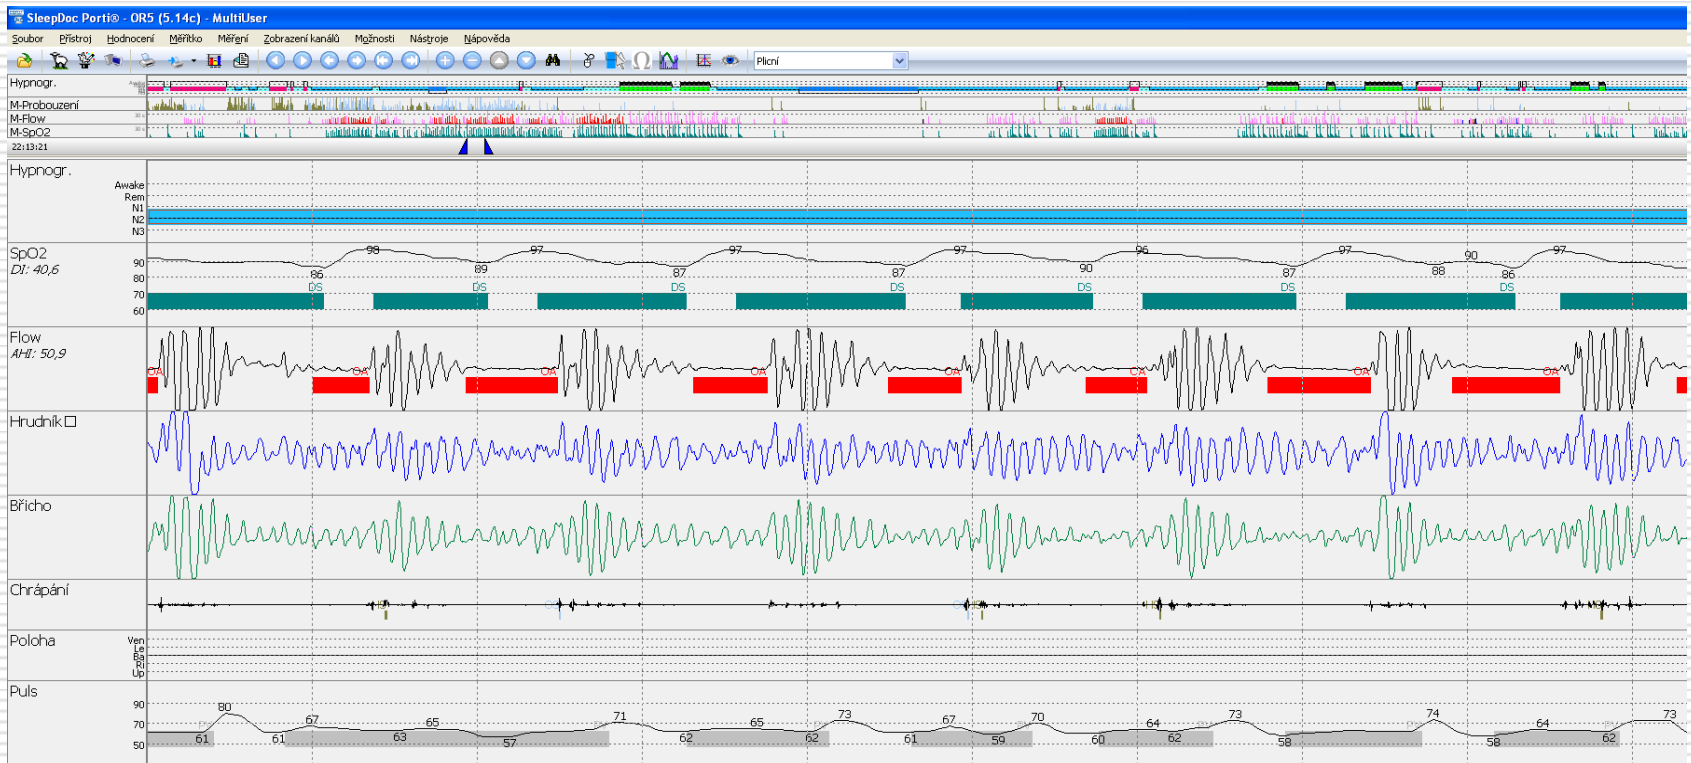 SleepDoc Porti® - OR5 (5.14c) - MultiUser
Soubor Přístroj Hodnocení Měřítko Měření Zobrazení kanálů Možnosti Nástroje Nápověda
Plicní
Hypnogr.
M-Probouzení
M-Flow
M-SpO2
22:13:21
Hypnogr.
Awake
Rem
N1
N2
N3
SpO2
DI: 40,6
90
80
70
60
98 97 97 97 96 97 90 97
86 89 87 87 90 87 88 86
DS DS DS DS DS DS
Flow
AHI: 50,9
OA OA OA OA OA OA OA OA
Hrudník
Břicho
Chrápání
Poloha
Ven
Le
Ba
Ri
Up
Puls
90
70
50
80 67 65 71 65 73 67 70 64 73 74 64 73
61 61 63 57 62 62 61 59 60 62 58 58 62